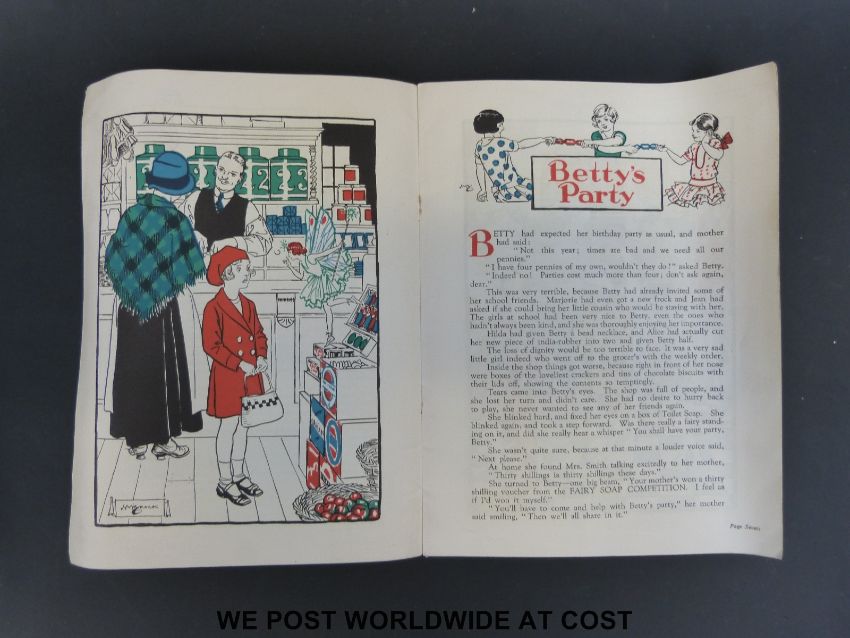 Betty's
Party
BETTY had expected her birthday party as usual, and mother
had said:
"Not this year; times are bad and we need all our
pennies."
"I have four pennies of my own, wouldn't they do?" asked Betty.
"Indeed no! Parties cost much more than four; don't ask again,
dear."
This was very terrible, because Betty had already invited some of
her school friends. Marjorie had even got a new frock and Jean had
asked if she could bring her little cousin who would be staying with her.
The girls at school had been very nice to Betty, even the ones who
hadn't always been kind, and she was thoroughly enjoying her importance.
Hilda had given Betty a bead necklace, and Alice had actually cut
her new piece of india-rubber into two and given Betty half.
The loss of dignity would be too terrible to face. It was a very sad
little girl indeed who went off to the grocer's with the weekly order.
Inside the shop things got worse, because right in front of her nose
were boxes of the loveliest crackers and tins of chocolate biscuits with
their lids off, showing the contents so temptingly.
Tears came into Betty's eyes. The shop was full of people, and
she lost her turn and didn't care. She had no desire to hurry back
to play, she never wanted to see any of her friends again.
She blinked hard, and fixed her eyes on a box of Toilet Soap. She
blinked again, and took a step forward. Was there really a fairy stand-
ing on it, and did she really hear a whisper "You shall have your party,
Betty."
She wasn't quite sure, because at that minute a louder voice said,
"Next please."
At home she found Mrs. Smith talking excitedly to her mother,
"Thirty shillings is thirty shillings these days."
She turned to Betty—one big beam, "Your mother's won a thirty
shilling voucher from the FAIRY SOAP COMPETITION. I feel as
if I'd won it myself."
"You'll have to come and help with Betty's party," her mother
said smiling, "Then we'll all share in it."
Page Seven
WE POST WORLDWIDE AT COST